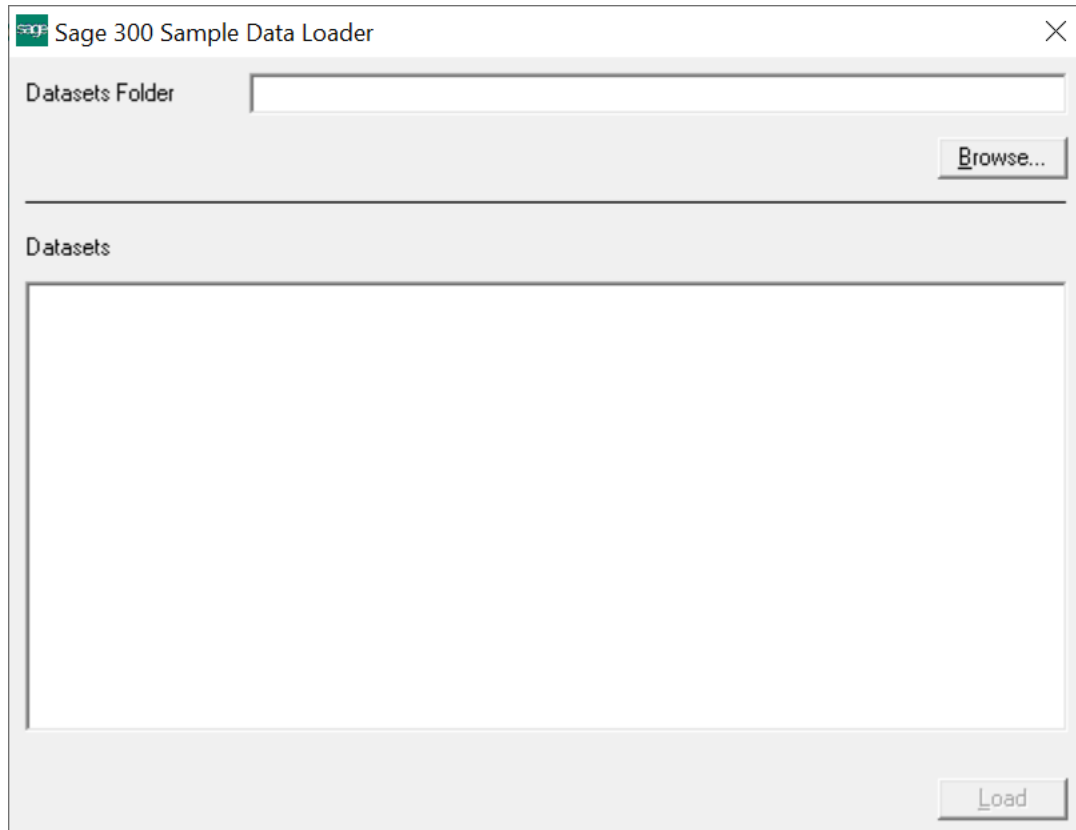 sage Sage 300 Sample Data Loader
Datasets Folder
Browse...
Datasets
Load